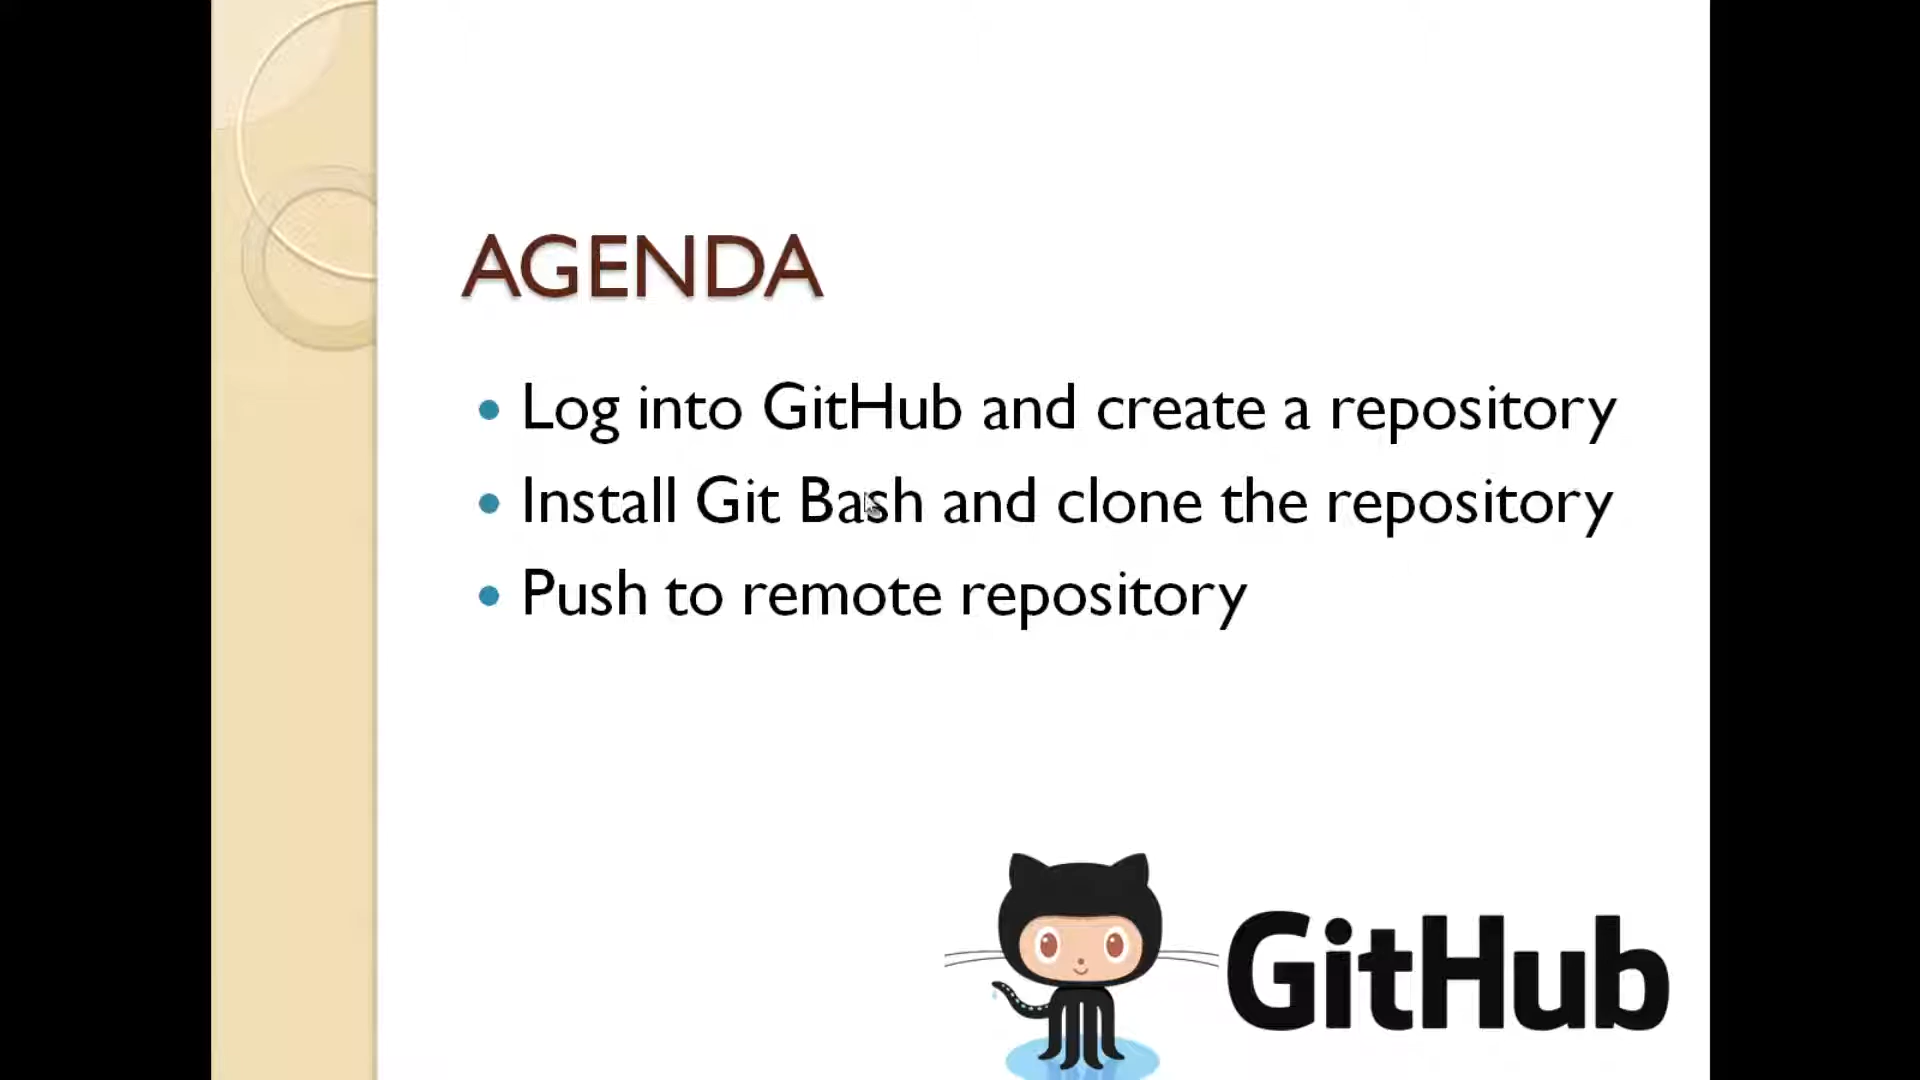 AGENDA
Log into GitHub and create a repository
Install Git Bash and clone the repository
Push to remote repository
GitHub